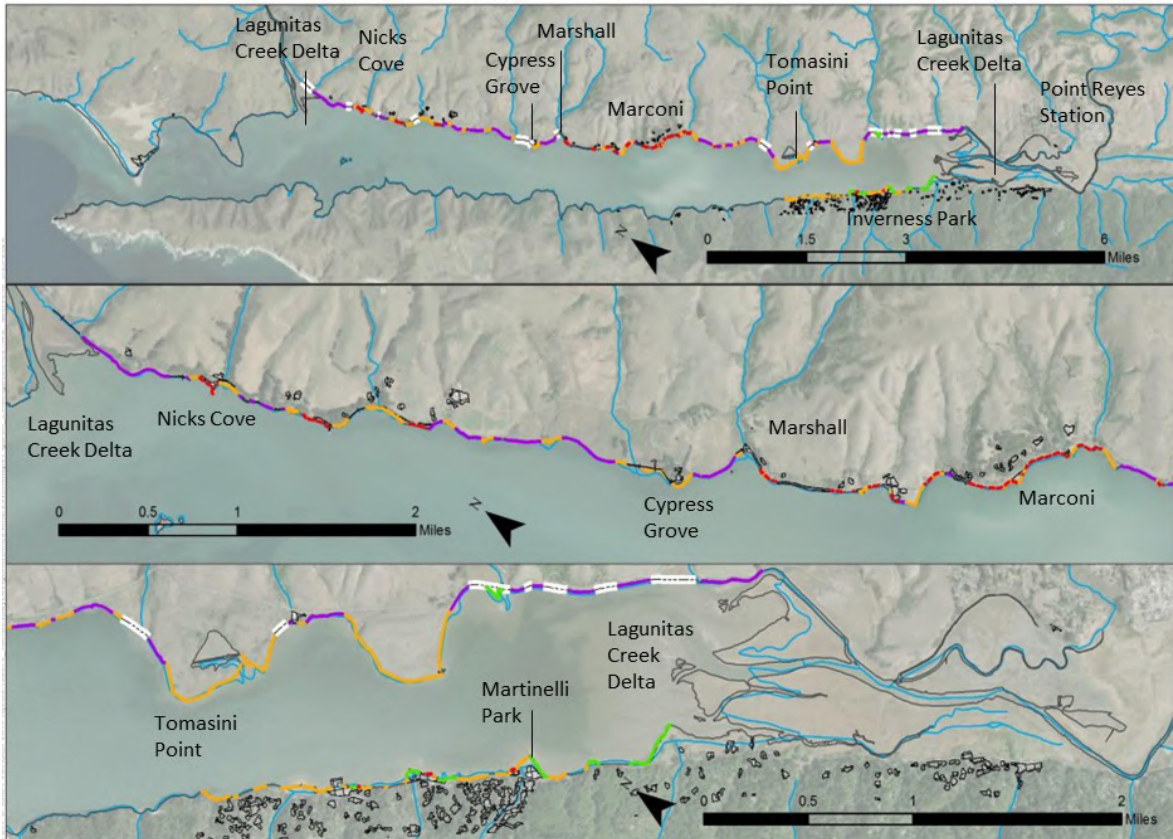 Lagunitas
Creek Delta
Nicks
Cove
Cypress
Grove
Marshall
Marconi
Tomasini
Point
Lagunitas
Creek Delta
Point Reyes
Station
Inverness Park
N
0 1.5 3 6
Miles
Lagunitas
Creek Delta
Nicks Cove
Cypress
Grove
Marshall
Marconi
0 0.5 1 2
Miles
N
Tomasini
Point
Martinelli
Park
Lagunitas
Creek
Delta
N
0 0.5 1 2
Miles